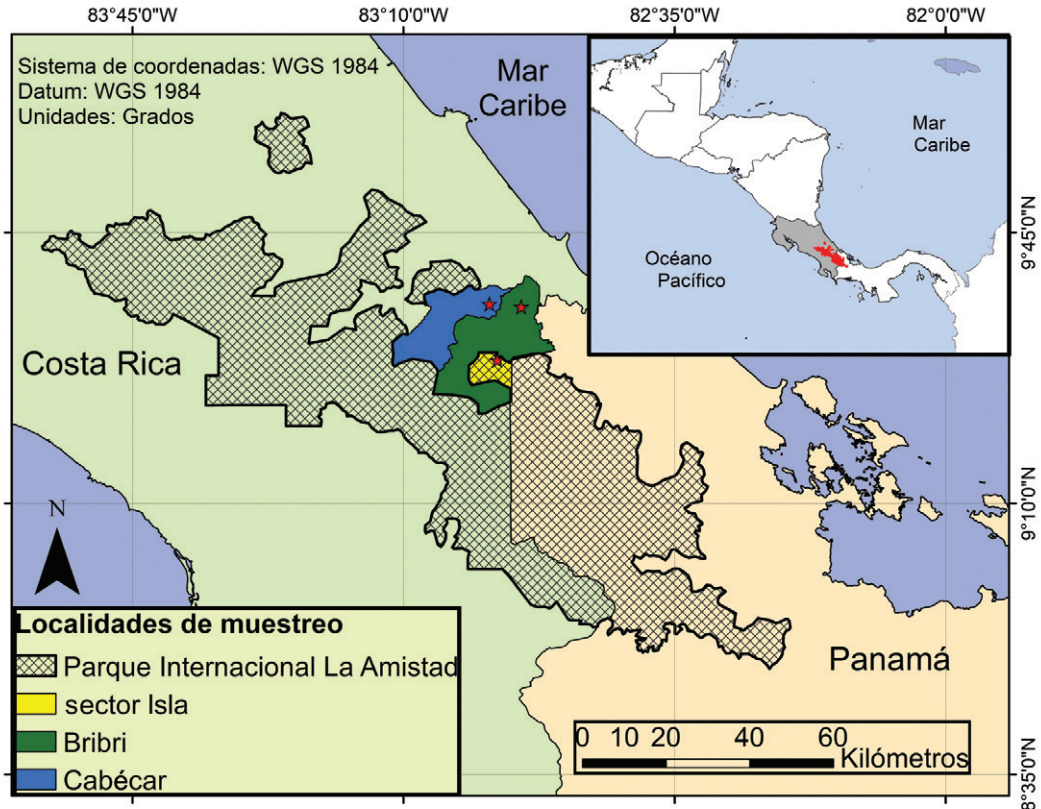 83°45'0"W
83°10'0"W
82°35'0"W
82°0'0"W
Sistema de coordenadas: WGS 1984
Datum: WGS 1984
Unidades: Grados
Mar
Caribe
Mar
Caribe
Océano
Pacífico
9°45'0"N
Costa Rica
9°10'0"N
N
Localidades de muestreo
Parque Internacional La Amistad
sector Isla
Bribri
Cabécar
Panamá
0 10 20 40 60
Kilómetros
8°35'0"N